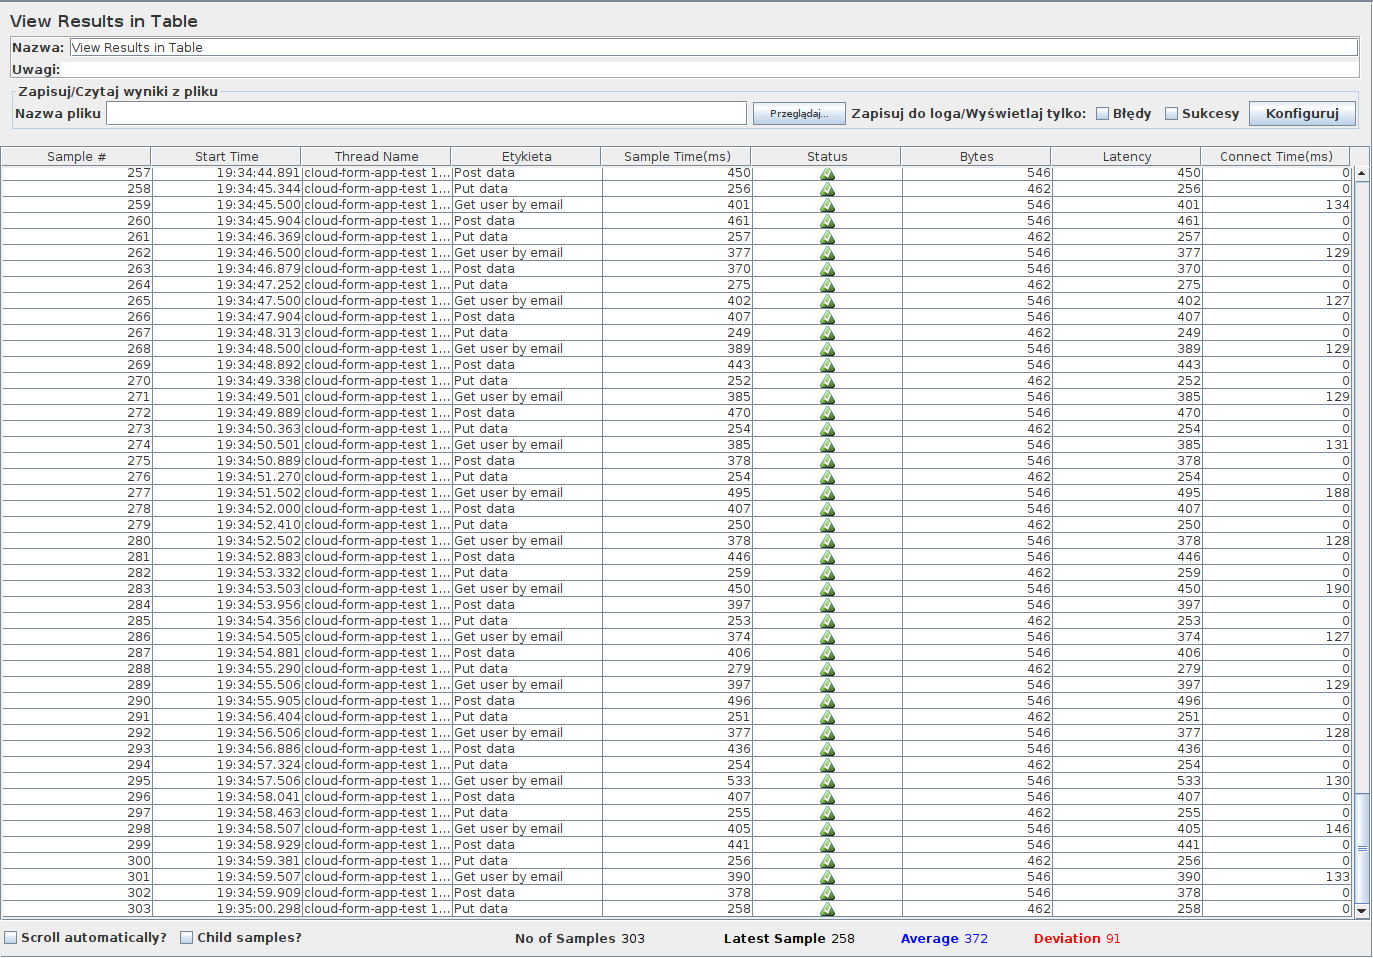 View Results in Table
Nazwa: View Results in Table
Uwagi:
Zapisuj/Czytaj wyniki z pliku
Nazwa pliku Przeglądaj... Zapisuj do loga/Wyświetlaj tylko: Błędy Sukcesy Konfiguruj
Sample # Start Time Thread Name Etykieta Sample Time(ms) Status Bytes Latency Connect Time(ms)
257 19:34:44.891 cloud-form-app-test 1... Post data 450 546 450 0
258 19:34:45.344 cloud-form-app-test 1... Put data 256 462 256 0
259 19:34:45.500 cloud-form-app-test 1... Get user by email 401 546 401 134
260 19:34:45.904 cloud-form-app-test 1... Post data 461 546 461 0
261 19:34:46.369 cloud-form-app-test 1... Put data 257 462 257 0
262 19:34:46.500 cloud-form-app-test 1... Get user by email 377 546 377 129
263 19:34:46.879 cloud-form-app-test 1... Post data 370 546 370 0
264 19:34:47.252 cloud-form-app-test 1... Put data 275 462 275 0
265 19:34:47.500 cloud-form-app-test 1... Get user by email 402 546 402 127
266 19:34:47.904 cloud-form-app-test 1... Post data 407 546 407 0
267 19:34:48.313 cloud-form-app-test 1... Put data 249 462 249 0
268 19:34:48.500 cloud-form-app-test 1... Get user by email 389 546 389 129
269 19:34:48.892 cloud-form-app-test 1... Post data 443 546 443 0
270 19:34:49.338 cloud-form-app-test 1... Put data 252 462 252 0
271 19:34:49.501 cloud-form-app-test 1... Get user by email 385 546 385 129
272 19:34:49.889 cloud-form-app-test 1... Post data 470 546 470 0
273 19:34:50.363 cloud-form-app-test 1... Put data 254 462 254 0
274 19:34:50.501 cloud-form-app-test 1... Get user by email 385 546 385 131
275 19:34:50.889 cloud-form-app-test 1... Post data 378 546 378 0
276 19:34:51.270 cloud-form-app-test 1... Put data 254 462 254 0
277 19:34:51.502 cloud-form-app-test 1... Get user by email 495 546 495 188
278 19:34:52.000 cloud-form-app-test 1... Post data 407 546 407 0
279 19:34:52.410 cloud-form-app-test 1... Put data 250 462 250 0
280 19:34:52.502 cloud-form-app-test 1... Get user by email 378 546 378 128
281 19:34:52.883 cloud-form-app-test 1... Post data 446 546 446 0
282 19:34:53.332 cloud-form-app-test 1... Put data 259 462 259 0
283 19:34:53.503 cloud-form-app-test 1... Get user by email 450 546 450 190
284 19:34:53.956 cloud-form-app-test 1... Post data 397 546 397 0
285 19:34:54.356 cloud-form-app-test 1... Put data 253 462 253 0
286 19:34:54.505 cloud-form-app-test 1... Get user by email 374 546 374 127
287 19:34:54.881 cloud-form-app-test 1... Post data 406 546 406 0
288 19:34:55.290 cloud-form-app-test 1... Put data 279 462 279 0
289 19:34:55.506 cloud-form-app-test 1... Get user by email 397 546 397 129
290 19:34:55.905 cloud-form-app-test 1... Post data 496 546 496 0
291 19:34:56.404 cloud-form-app-test 1... Put data 251 462 251 0
292 19:34:56.506 cloud-form-app-test 1... Get user by email 377 546 377 128
293 19:34:56.886 cloud-form-app-test 1... Post data 436 546 436 0
294 19:34:57.324 cloud-form-app-test 1... Put data 254 462 254 0
295 19:34:57.506 cloud-form-app-test 1... Get user by email 533 546 533 130
296 19:34:58.041 cloud-form-app-test 1... Post data 407 546 407 0
297 19:34:58.463 cloud-form-app-test 1... Put data 255 462 255 0
298 19:34:58.507 cloud-form-app-test 1... Get user by email 405 546 405 146
299 19:34:58.929 cloud-form-app-test 1... Post data 441 546 441 0
300 19:34:59.381 cloud-form-app-test 1... Put data 256 462 256 0
301 19:34:59.507 cloud-form-app-test 1... Get user by email 390 546 390 133
302 19:34:59.909 cloud-form-app-test 1... Post data 378 546 378 0
303 19:35:00.298 cloud-form-app-test 1... Put data 258 462 258 0
Scroll automatically? Child samples? No of Samples 303 Latest Sample 258 Average 372 Deviation 91